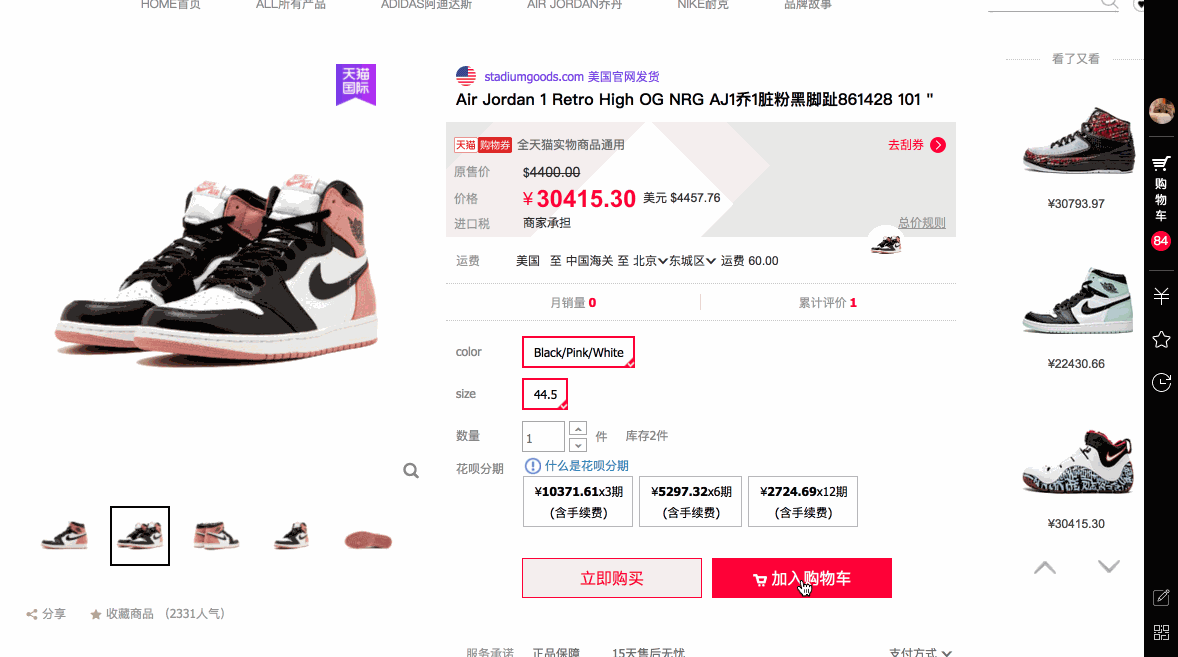 HOME首页 ALL所有产品 ADIDAS阿迪达斯 AIR JORDAN乔丹 NIKE耐克 品牌故事
天猫
国际
stadiumgoods.com 美国官网发货
Air Jordan 1 Retro High OG NRG AJ1乔1脏粉黑脚趾861428 101 "
天猫 购物券 全天猫实物商品通用 去刮券
原售价 $4400.00
价格 ¥30415.30 美元 $4457.76
进口税 商家承担 总价规则
运费 美国 至 中国海关 至 北京 东城区 运费 60.00
月销量 0 累计评价 1
color Black/Pink/White
size 44.5
数量 1 件 库存2件
花呗分期 什么是花呗分期
¥10371.61x3期 ¥5297.32x6期 ¥2724.69x12期
(含手续费) (含手续费) (含手续费)
立即购买 加入购物车
分享 收藏商品 (2331人气)
服务承诺 正品保障 15天售后无忧 支付方式
看了又看
¥30793.97
¥22430.66
¥30415.30
购
物
车
84